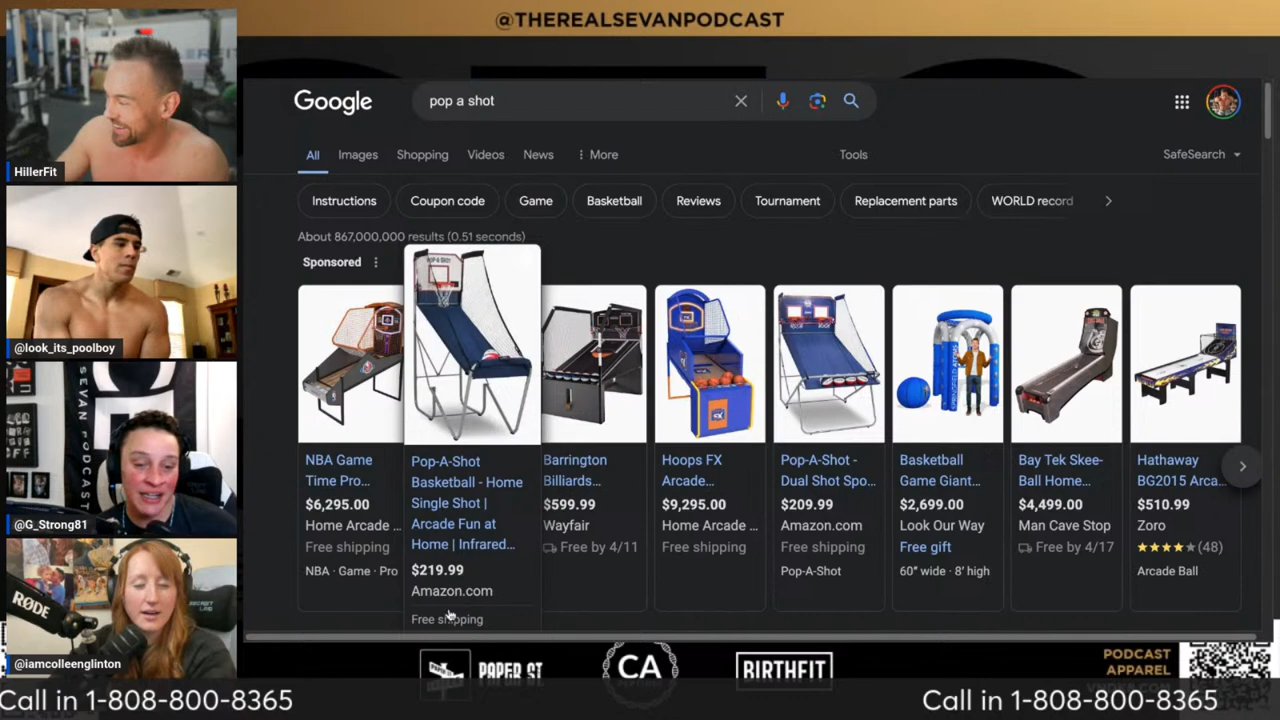 @THEREALSEVANPODCAST
HillerFit
@look_its_poolboy
SEVAN PODCAST
@G_Strong81
RØDE
@iamcolleenglinton
Google
pop a shot
All
Images
Shopping
Videos
News
More
Tools
SafeSearch
Instructions
Coupon code
Game
Basketball
Reviews
Tournament
Replacement parts
WORLD record
About 867,000,000 results (0.51 seconds)
Sponsored
NBA Game
Time Pro...
$6,295.00
Home Arcade ...
Free shipping
NBA · Game · Pro
POP-A-SHOT
Pop-A-Shot
Basketball - Home
Single Shot |
Arcade Fun at
Home | Infrared...
$219.99
Amazon.com
Free shipping
Barrington
Billiards...
$599.99
Wayfair
Free by 4/11
Hoops FX
Arcade...
$9,295.00
Home Arcade ...
Free shipping
Pop-A-Shot -
Dual Shot Spo...
$209.99
Amazon.com
Free shipping
Pop-A-Shot
Basketball
Game Giant...
$2,699.00
Look Our Way
Free gift
60″ wide · 8′ high
Bay Tek Skee-
Ball Home...
$4,499.00
Man Cave Stop
Free by 4/17
Hathaway
BG2015 Arca...
$510.99
Zoro
(48)
Arcade Ball
PAPER ST
CA
BIRTHFIT
PODCAST
APPAREL
Call in 1-808-800-8365
Call in 1-808-800-8365